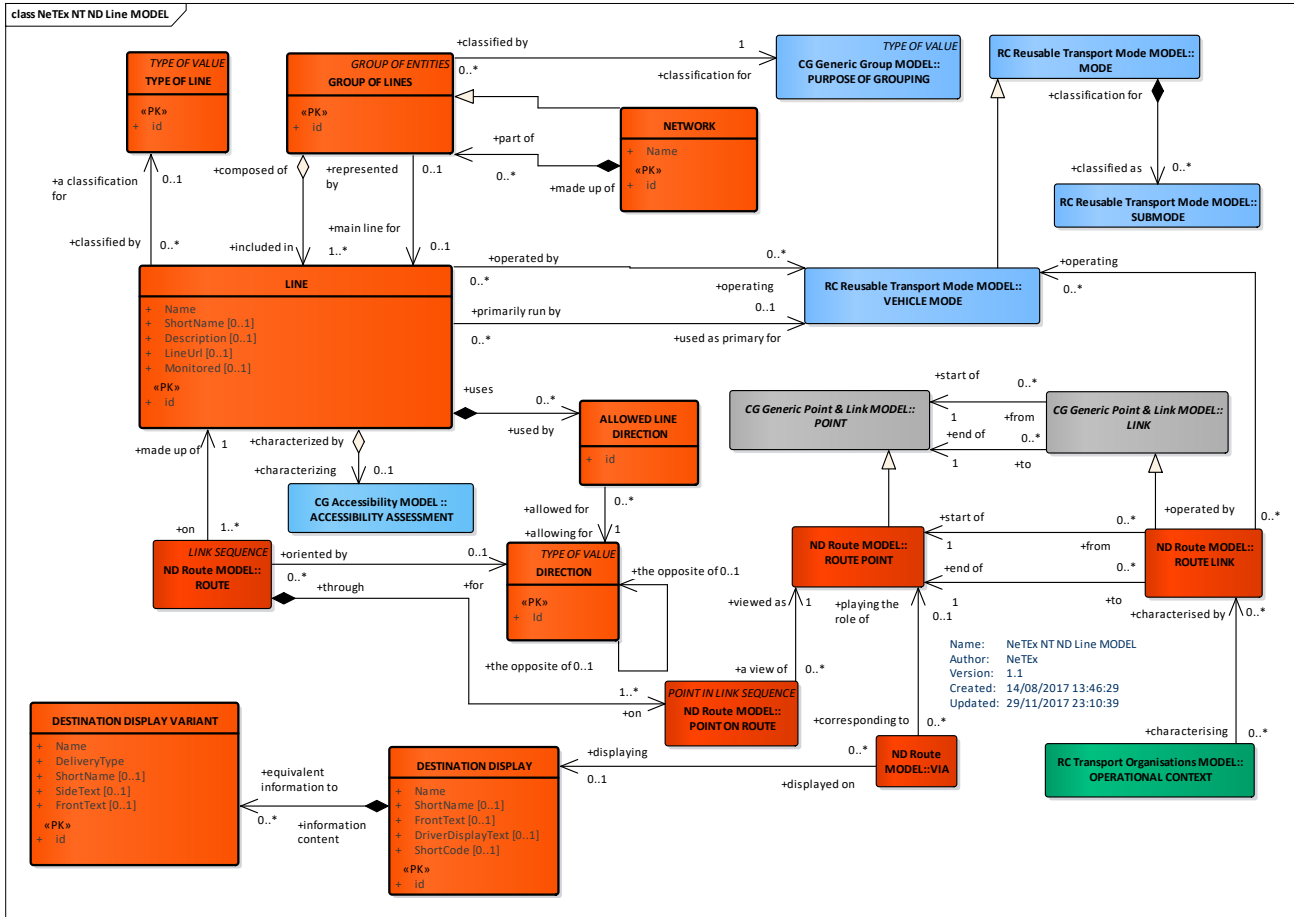 class NeTEx NT ND Line MODEL
TYPE OF VALUE
TYPE OF LINE
«PK»
+ id
GROUP OF ENTITIES
GROUP OF LINES
«PK»
+ id
+classified by
0..*
1
+classification for
TYPE OF VALUE
CG Generic Group MODEL::
PURPOSE OF GROUPING
RC Reusable Transport Mode MODEL::
MODE
+classification for
+classified as
0..*
RC Reusable Transport Mode MODEL::
SUBMODE
NETWORK
+ Name
«PK»
+ id
+part of
0..*
+made up of
+a classification
for
0..1
+classified by
0..*
+composed of
+included in
1..*
+represented
by
0..1
+main line for
0..1
LINE
+ Name
+ ShortName [0..1]
+ Description [0..1]
+ LineUrl [0..1]
+ Monitored [0..1]
«PK»
+ id
+operated by
0..*
0..*
+operating
+primarily run by
0..*
0..1
+used as primary for
RC Reusable Transport Mode MODEL::
VEHICLE MODE
+operating
0..*
+uses
0..*
+used by
ALLOWED LINE
DIRECTION
+ id
CG Generic Point & Link MODEL::
POINT
+start of
0..*
1
+from
+end of
0..*
1
+to
CG Generic Point & Link MODEL::
LINK
+made up of
1
+characterized by
+characterizing
0..1
CG Accessibility MODEL ::
ACCESSIBILITY ASSESSMENT
+on
1..*
0..*
+allowed for
+allowing for
1
LINK SEQUENCE
ND Route MODEL::
ROUTE
+oriented by
0..1
0..*
+through
+for
TYPE OF VALUE
DIRECTION
«PK»
+ Id
+the opposite of 0..1
+the opposite of 0..1
ND Route MODEL::
ROUTE POINT
+start of
0..*
1
+from
+end of
0..*
1
+to
+operated by
0..*
ND Route MODEL::
ROUTE LINK
+characterised by
0..*
+viewed as
1
+playing the
role of
0..1
+a view of
0..*
Name: NeTEx NT ND Line MODEL
Author: NeTEx
Version: 1.1
Created: 14/08/2017 13:46:29
Updated: 29/11/2017 23:10:39
1..*
+on
POINT IN LINK SEQUENCE
ND Route MODEL::
POINT ON ROUTE
+corresponding to
0..*
+characterising
0..*
RC Transport Organisations MODEL::
OPERATIONAL CONTEXT
ND Route
MODEL::VIA
+displaying
0..*
0..1
+displayed on
DESTINATION DISPLAY VARIANT
+ Name
+ DeliveryType
+ ShortName [0..1]
+ SideText [0..1]
+ FrontText [0..1]
«PK»
+ id
+equivalent
information to
0..*
+information
content
DESTINATION DISPLAY
+ Name
+ ShortName [0..1]
+ FrontText [0..1]
+ DriverDisplayText [0..1]
+ ShortCode [0..1]
«PK»
+ id